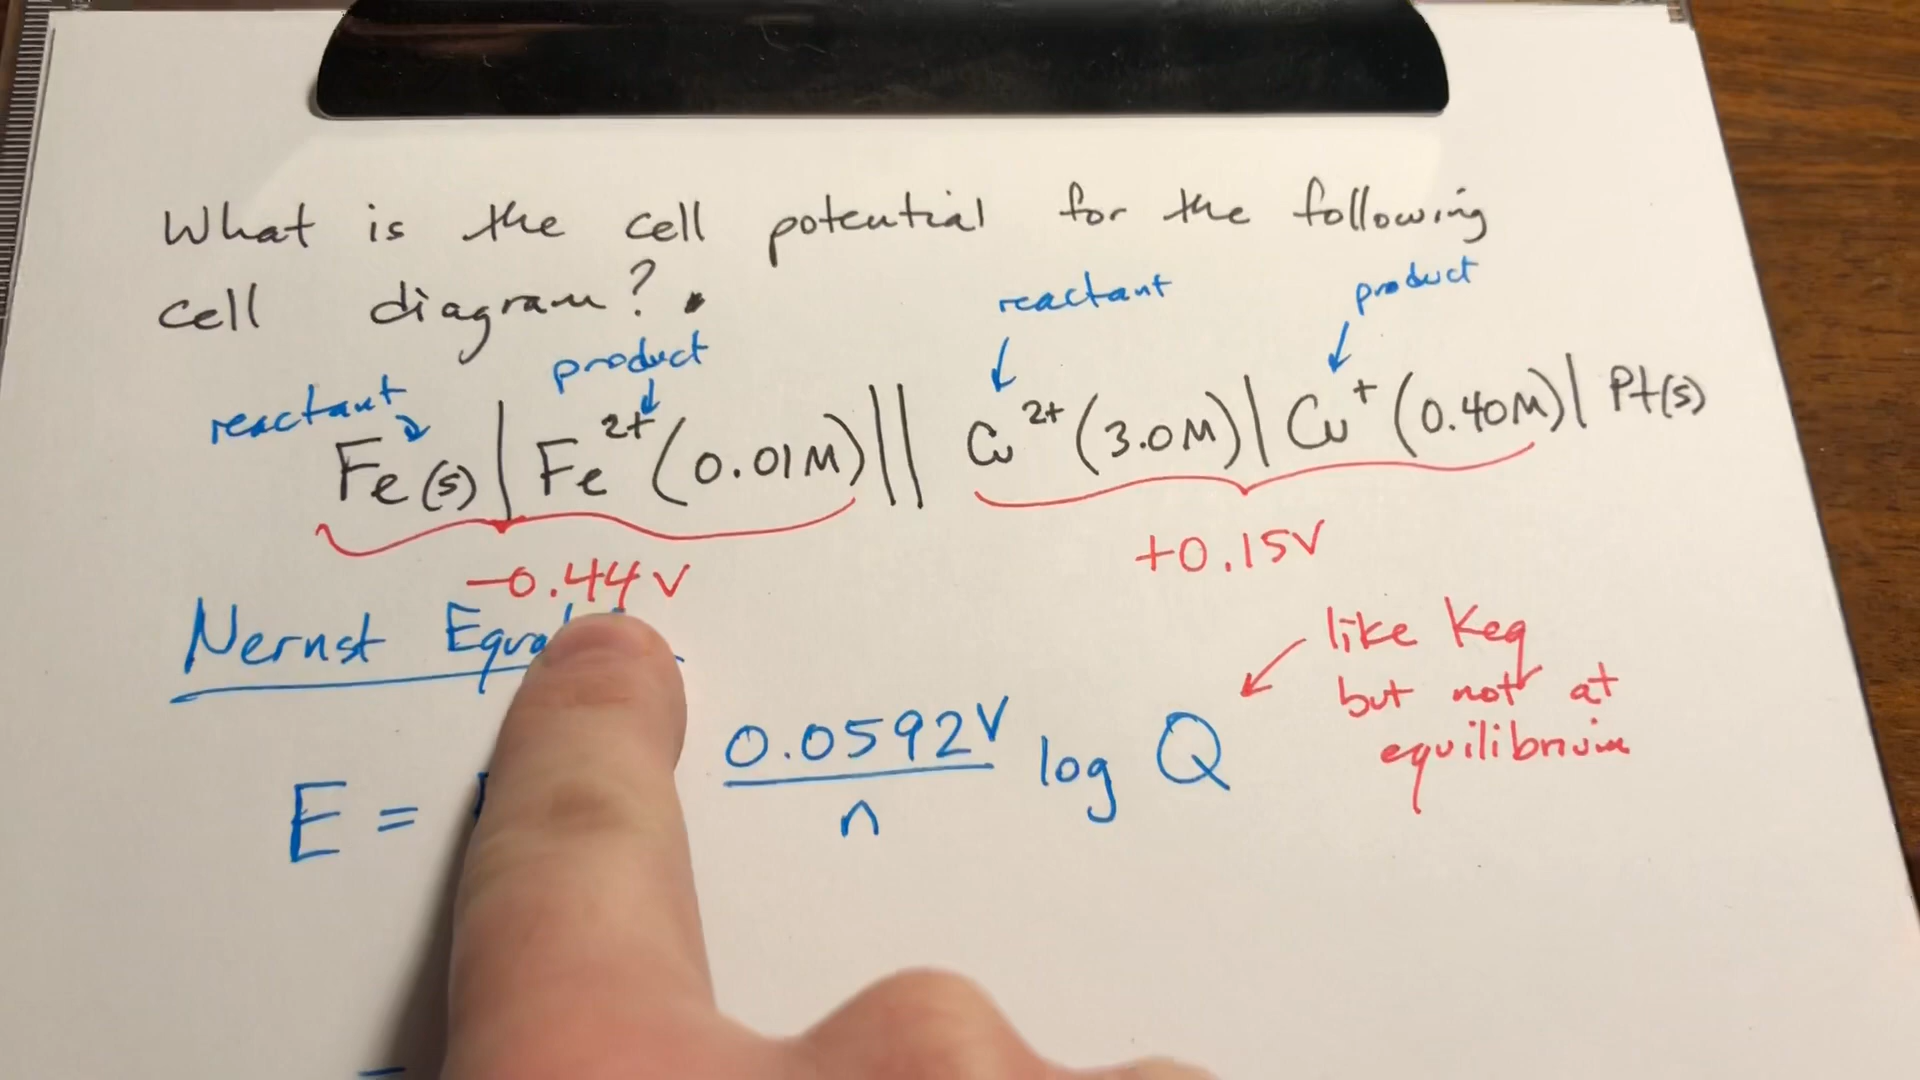 What is the cell potential for the following
cell diagram?
reactant
product
reactant
product
Fe(s) | Fe²⁺ (0.01M) || Cu²⁺ (3.0M) | Cu⁺ (0.40M) | Pt(s)
-0.44V
+0.15V
Nernst
E = 0.0592V/n log Q
like Keq
but not at
equilibrium